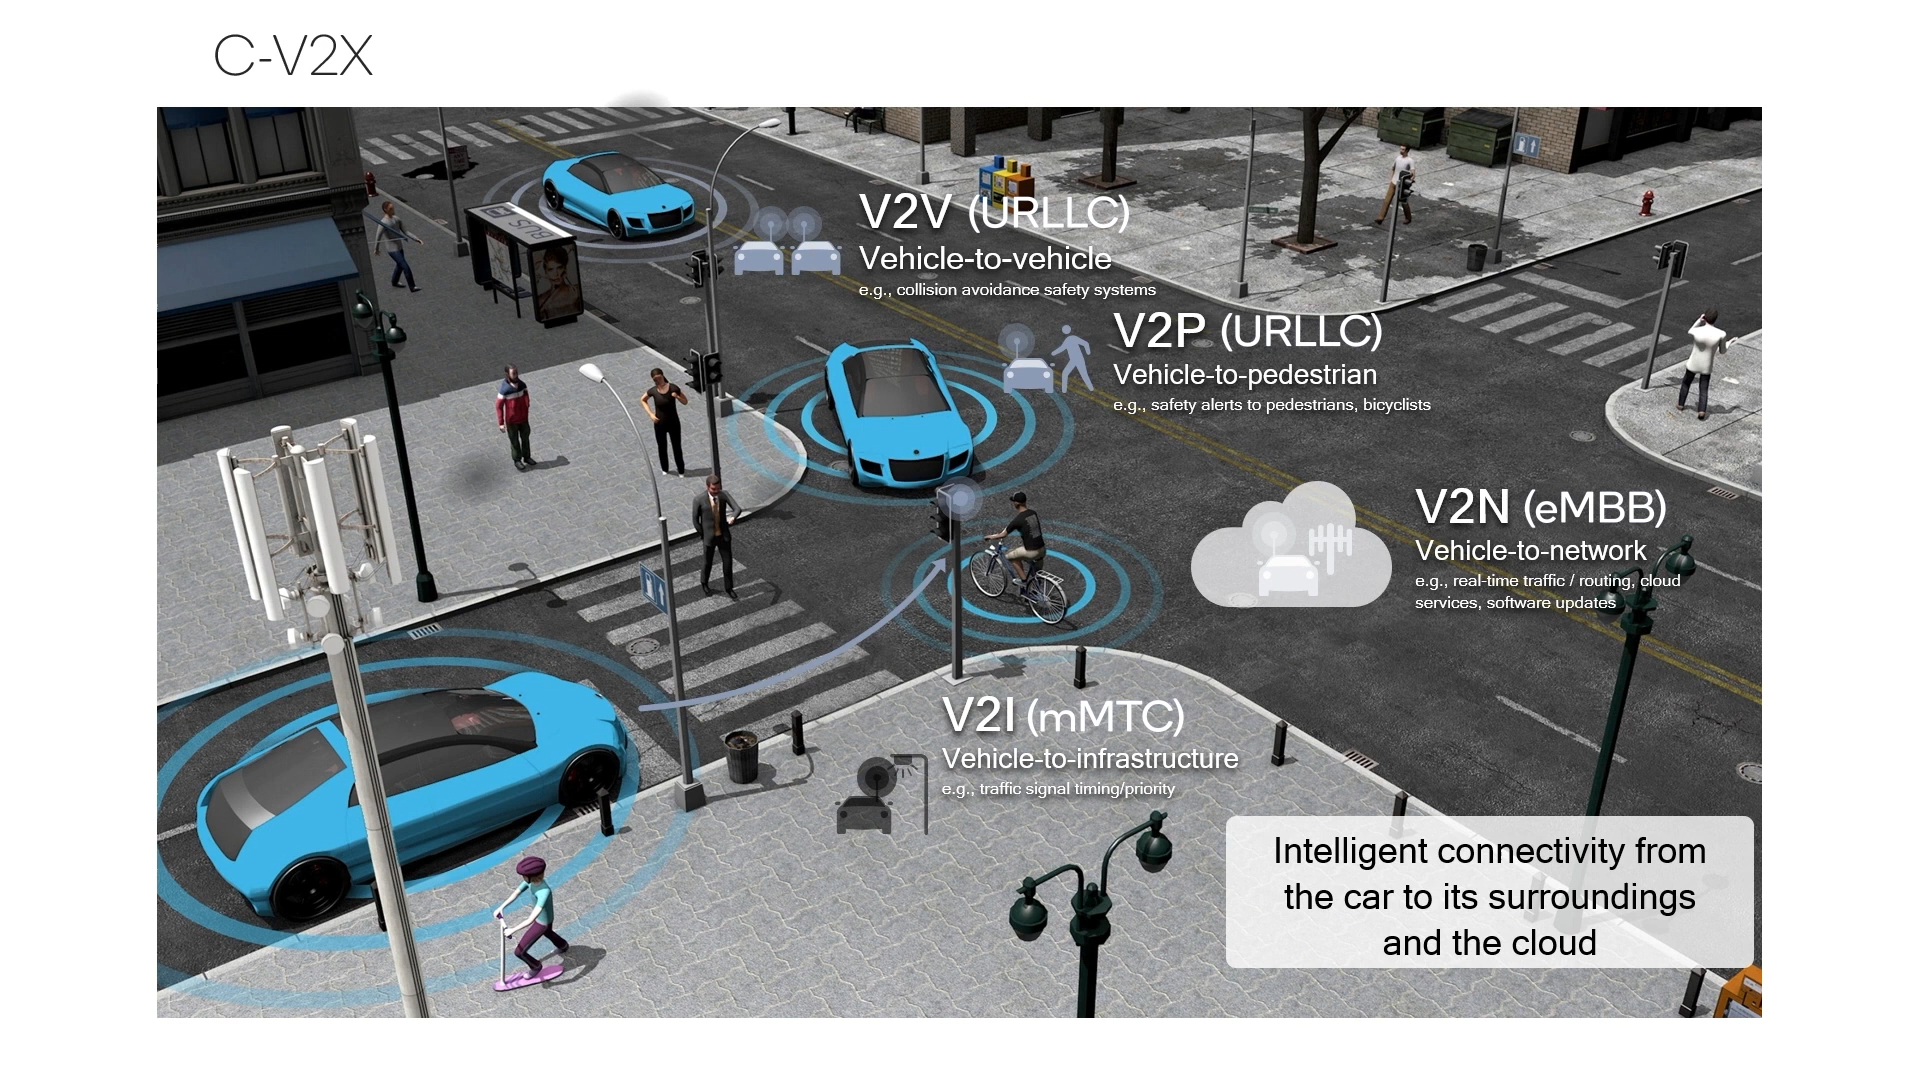 C-V2X
BUS
V2V (URLLC)
Vehicle-to-vehicle
e.g., collision avoidance safety systems
V2P (URLLC)
Vehicle-to-pedestrian
e.g., safety alerts to pedestrians, bicyclists
V2N (eMBB)
Vehicle-to-network
e.g., real-time traffic / routing, cloud
services, software updates
V2I (mMTC)
Vehicle-to-infrastructure
e.g., traffic signal timing/priority
Intelligent connectivity from
the car to its surroundings
and the cloud